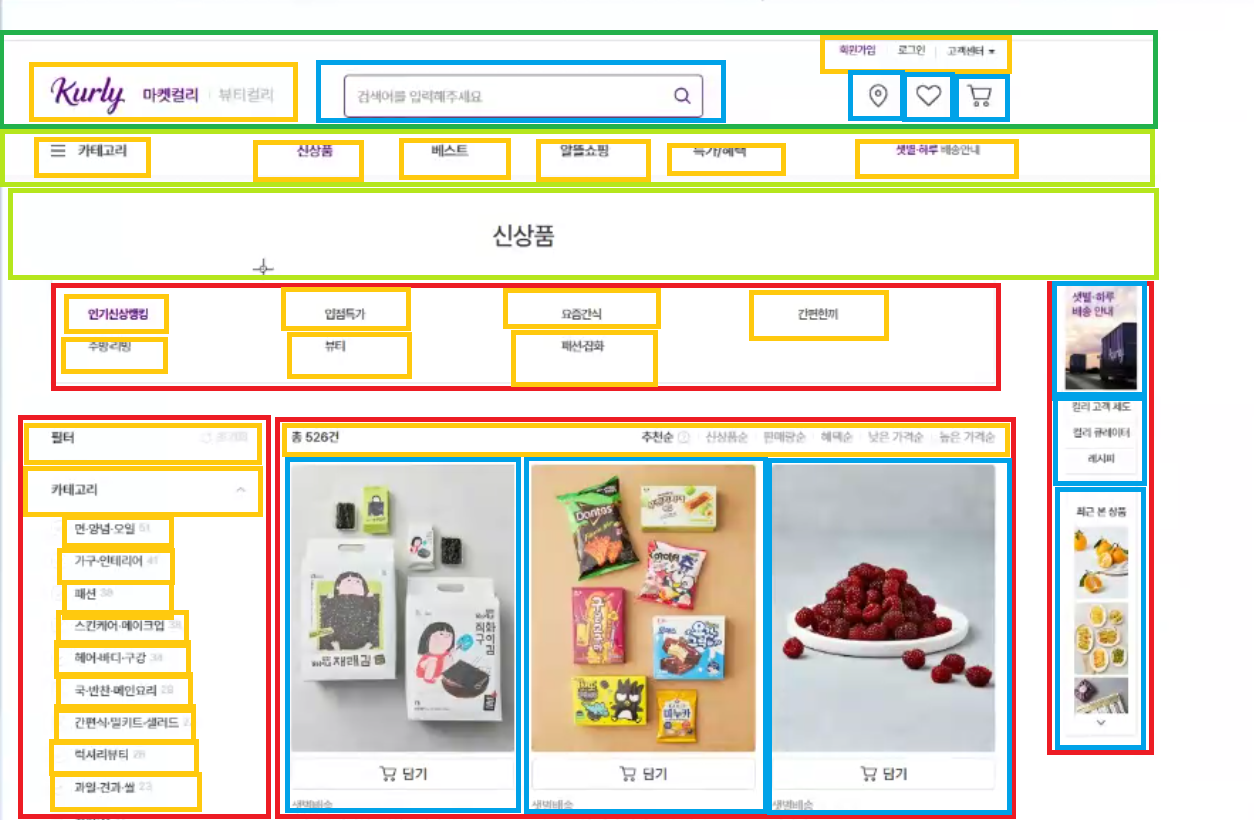 회원가입 로그인 고객센터
Kurly 마켓컬리 뷰티컬리
검색어를 입력해주세요
카테고리 신상품 베스트 알뜰쇼핑 특가/혜택 샛별·하루 배송안내
신상품
인기신상랭킹 입점특가 요즘간식 간편한끼
주방·리빙 뷰티 패션·잡화
샛별·하루
배송 안내
컬리 고객 제도
컬리 큐레이터
레시피
최근 본 상품
필터 초기화
카테고리
면·양념·오일 51
가구·인테리어 41
패션
스킨케어·메이크업
헤어·바디·구강
국·반찬·메인요리
간편식·밀키트·샐러드
럭셔리뷰티
과일·견과·쌀
총 526건 추천순 신상품순 판매량순 혜택순 낮은 가격순 높은 가격순
재래김
Doritos
담기 담기 담기
샛별배송 샛별배송 샛별배송